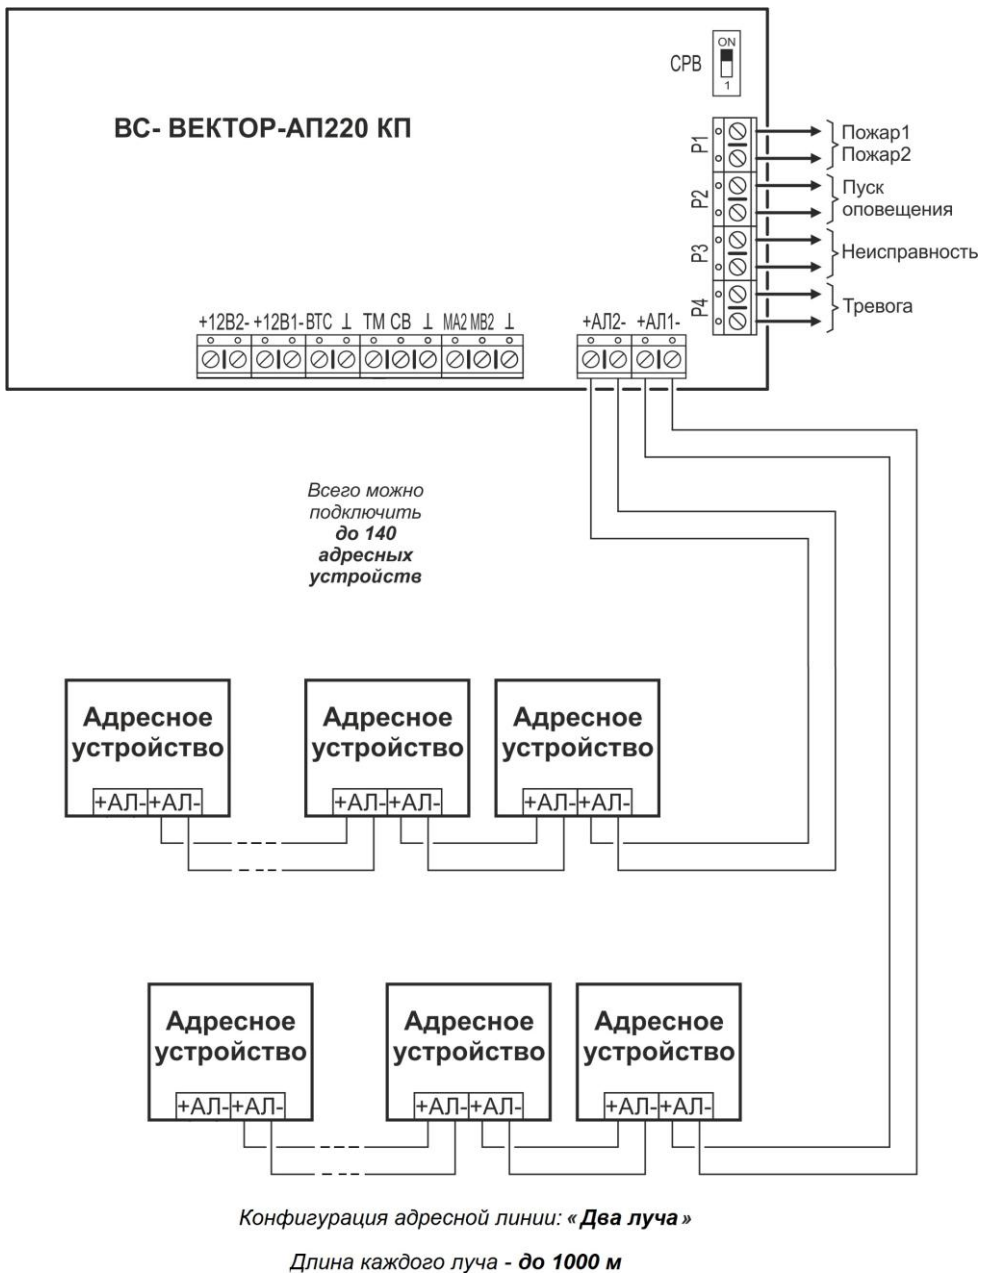 ON
СРВ
1
ВС- ВЕКТОР-АП220 КП
Р1
Пожар1
Пожар2
Р2
Пуск
оповещения
Р3
Неисправность
Р4
Тревога
+12В2- +12В1- ВТС ⊥ ТМ СВ ⊥ МА2 МВ2 ⊥
+АЛ2- +АЛ1-
Всего можно
подключить
до 140
адресных
устройств
Адресное
устройство
+АЛ-+АЛ-
Адресное
устройство
+АЛ-+АЛ-
Адресное
устройство
+АЛ-+АЛ-
Адресное
устройство
+АЛ-+АЛ-
Адресное
устройство
+АЛ-+АЛ-
Адресное
устройство
+АЛ-+АЛ-
Конфигурация адресной линии: «Два луча»
Длина каждого луча - до 1000 м